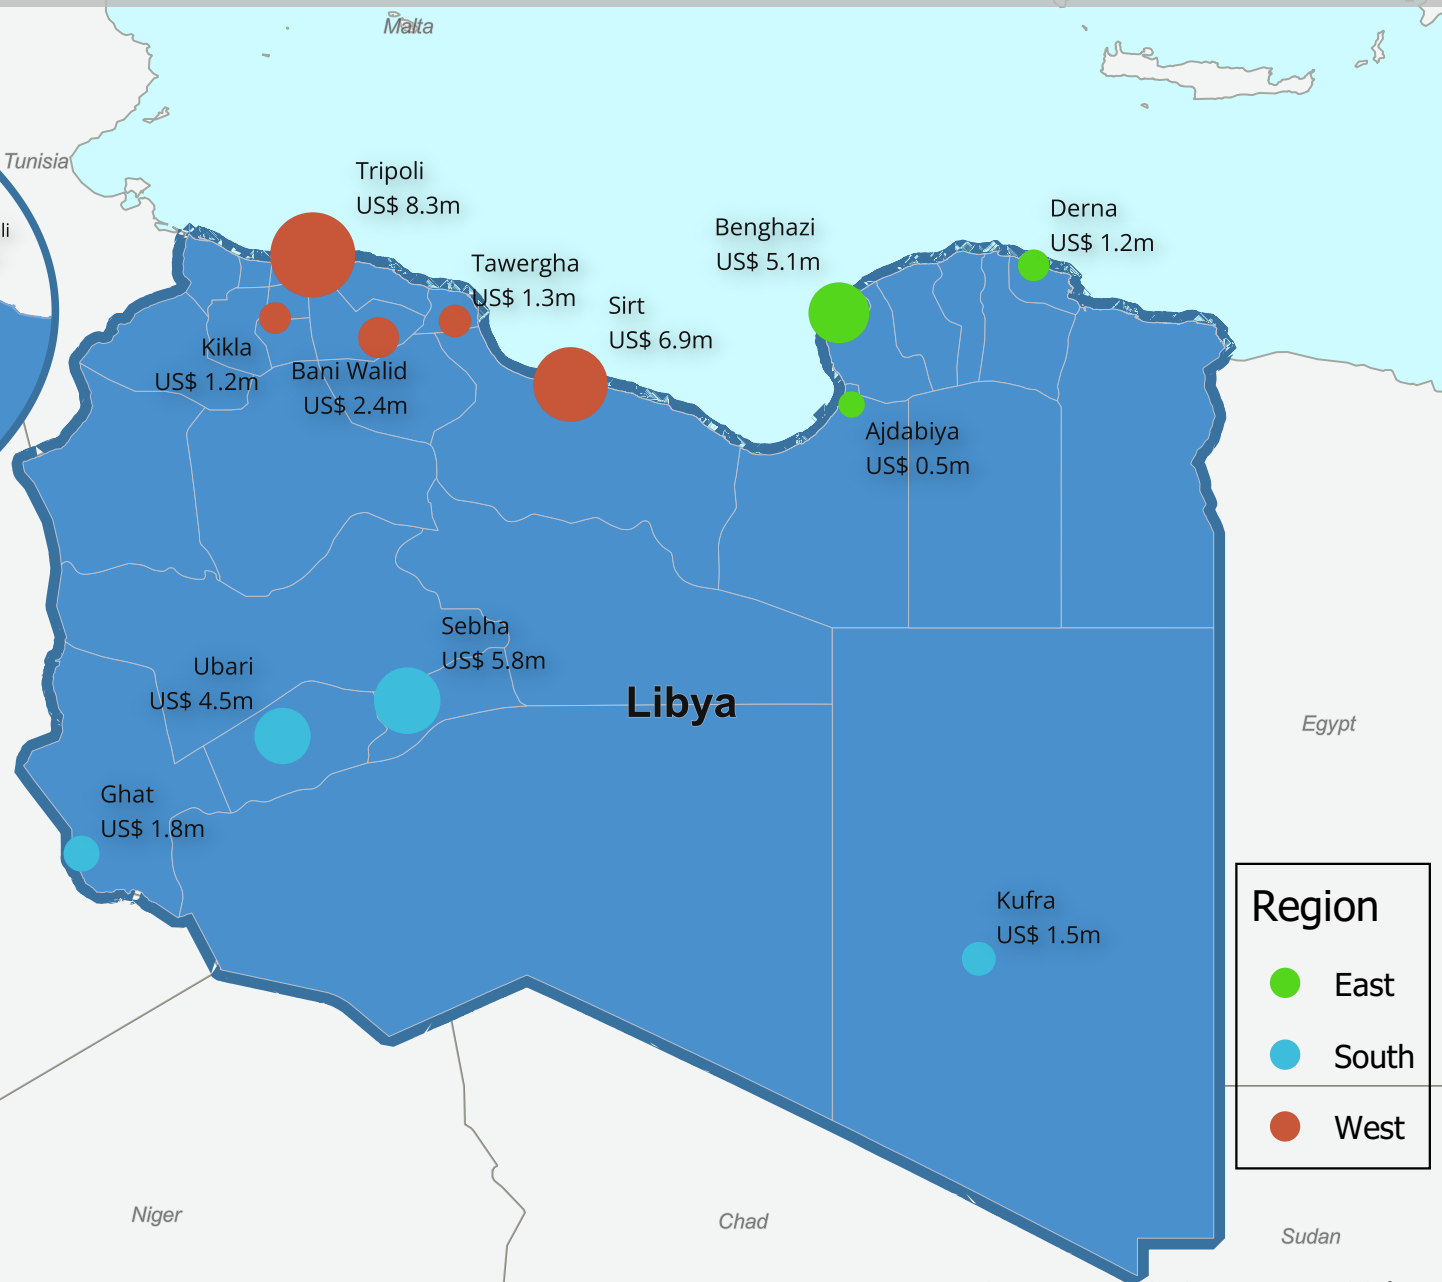 Malta
Tunisia
li
Tripoli
US$ 8.3m
Tawergha
US$ 1.3m
Sirt
US$ 6.9m
Benghazi
US$ 5.1m
Derna
US$ 1.2m
Kikla
US$ 1.2m
Bani Walid
US$ 2.4m
Ajdabiya
US$ 0.5m
Sebha
US$ 5.8m
Ubari
US$ 4.5m
Libya
Egypt
Ghat
US$ 1.8m
Kufra
US$ 1.5m
Region
East
South
West
Niger
Chad
Sudan